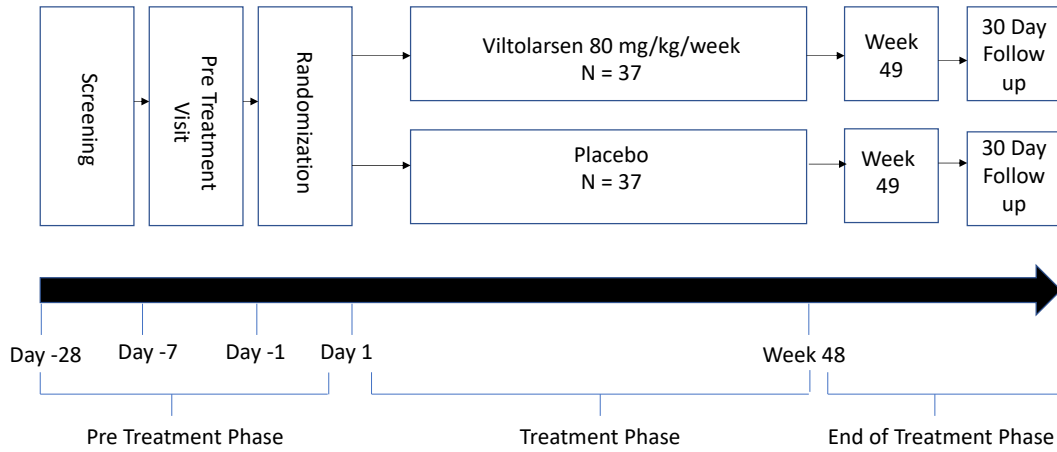 Screening
Pre Treatment
Visit
Randomization
Viltolarsen 80 mg/kg/week
N = 37
Week
49
30 Day
Follow
up
Placebo
N = 37
Week
49
30 Day
Follow
up
Day -28
Day -7
Day -1
Day 1
Week 48
Pre Treatment Phase
Treatment Phase
End of Treatment Phase